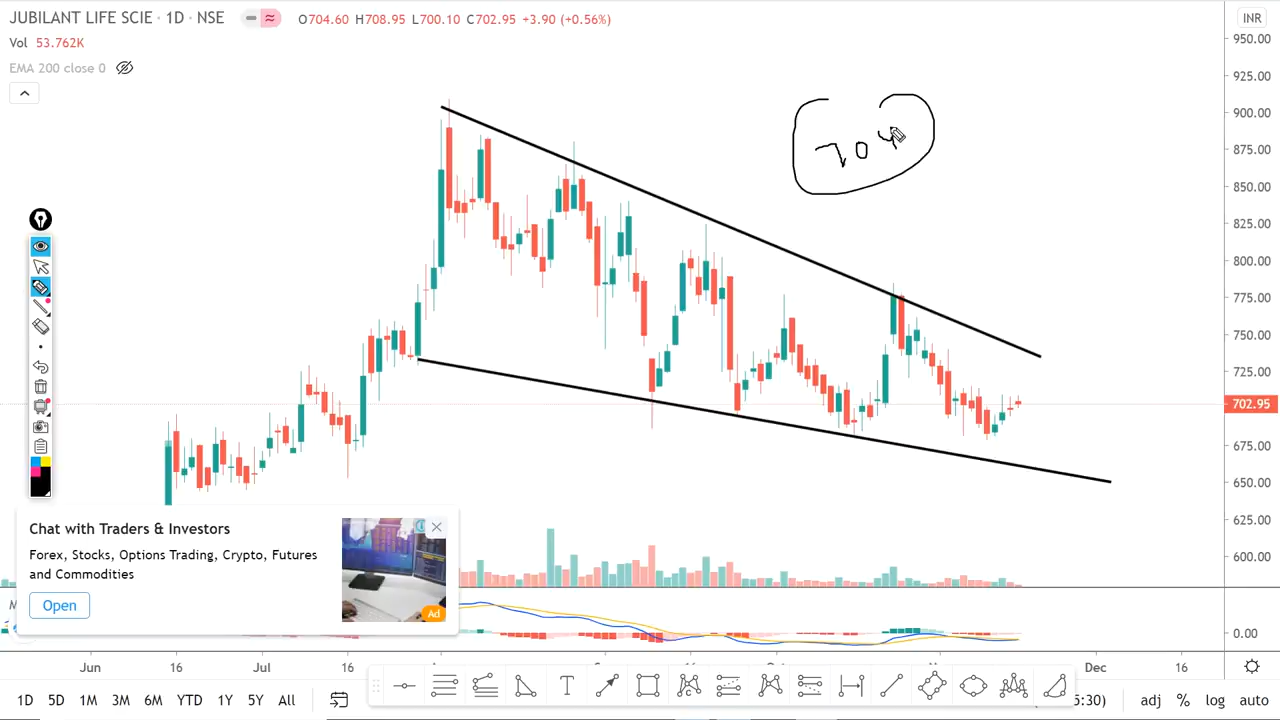 JUBILANT LIFE SCIE · 1D · NSE
O704.60 H708.95 L700.10 C702.95 +3.90 (+0.56%)
Vol 53.762K
EMA 200 close 0
INR
950.00
925.00
900.00
875.00
850.00
825.00
800.00
775.00
750.00
725.00
702.95
675.00
650.00
625.00
600.00
0.00
704
Chat with Traders & Investors
Forex, Stocks, Options Trading, Crypto, Futures
and Commodities
Open
Ad
Jun 16 Jul 16 Dec 16
1D 5D 1M 3M 6M YTD 1Y 5Y All
5:30) adj % log auto